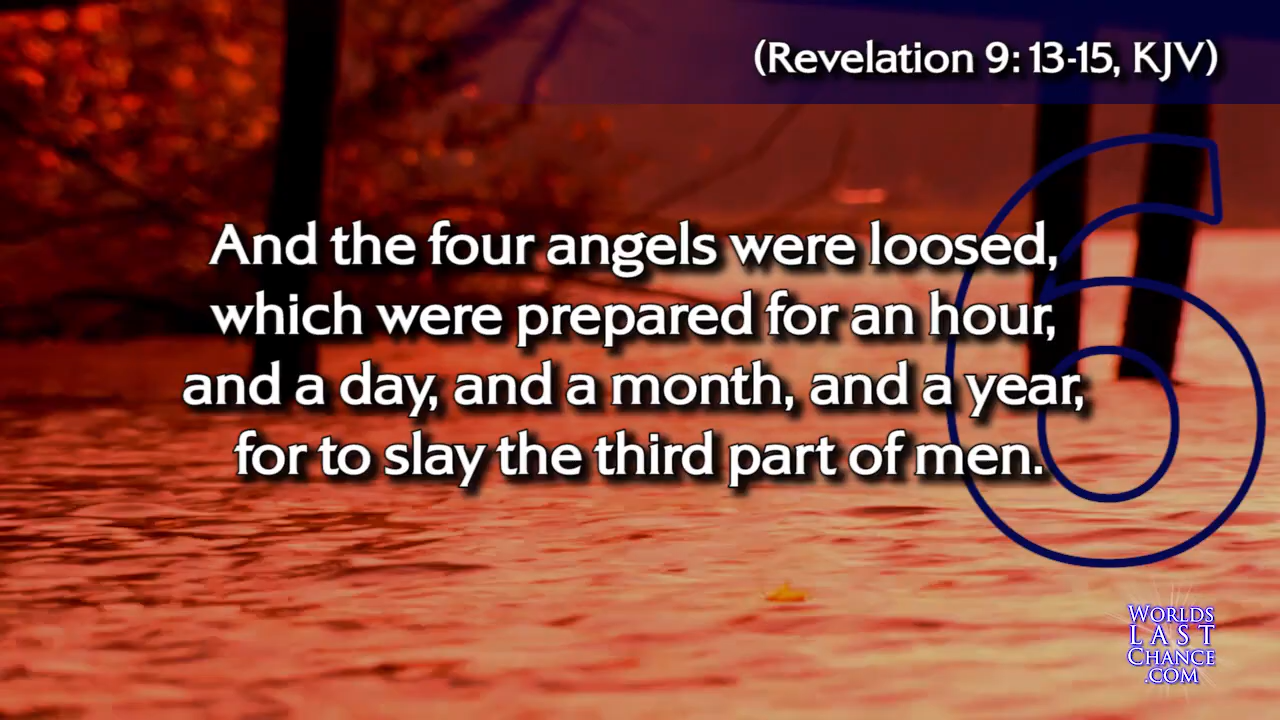 (Revelation 9:13-15, KJV)
6
And the four angels were loosed,
which were prepared for an hour,
and a day, and a month, and a year,
for to slay the third part of men.
WORLDS
LAST
CHANCE
.COM